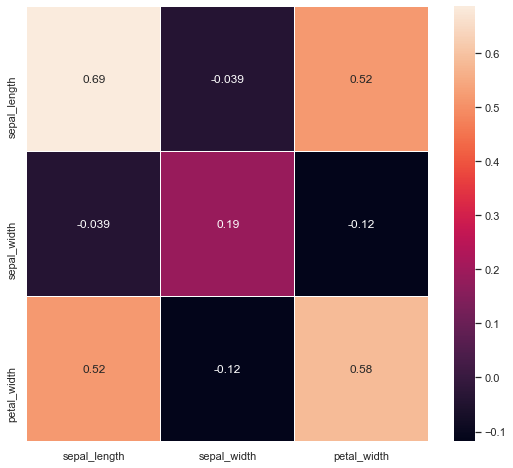 sepal_length
0.69 -0.039 0.52
sepal_width
-0.039 0.19 -0.12
petal_width
0.52 -0.12 0.58
sepal_length sepal_width petal_width
0.6
0.5
0.4
0.3
0.2
0.1
0.0
-0.1